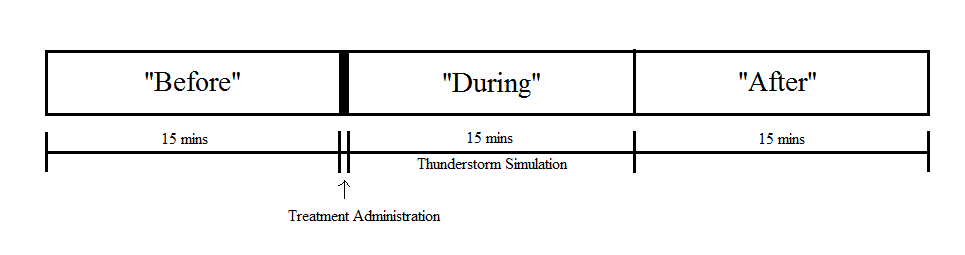 "Before" "During" "After"
15 mins 15 mins 15 mins
Thunderstorm Simulation
Treatment Administration